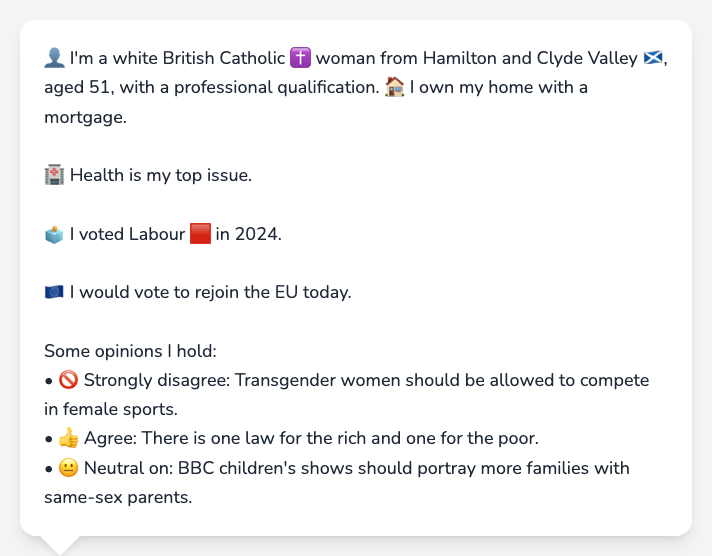 👤 I'm a white British Catholic ✝️ woman from Hamilton and Clyde Valley 🏴󠁧󠁢󠁳󠁣󠁴󠁿,
aged 51, with a professional qualification. 🏠 I own my home with a
mortgage.
🏥 Health is my top issue.
🗳️ I voted Labour 🟥 in 2024.
🇪🇺 I would vote to rejoin the EU today.
Some opinions I hold:
• 🚫 Strongly disagree: Transgender women should be allowed to compete
in female sports.
• 👍 Agree: There is one law for the rich and one for the poor.
• 😐 Neutral on: BBC children's shows should portray more families with
same-sex parents.